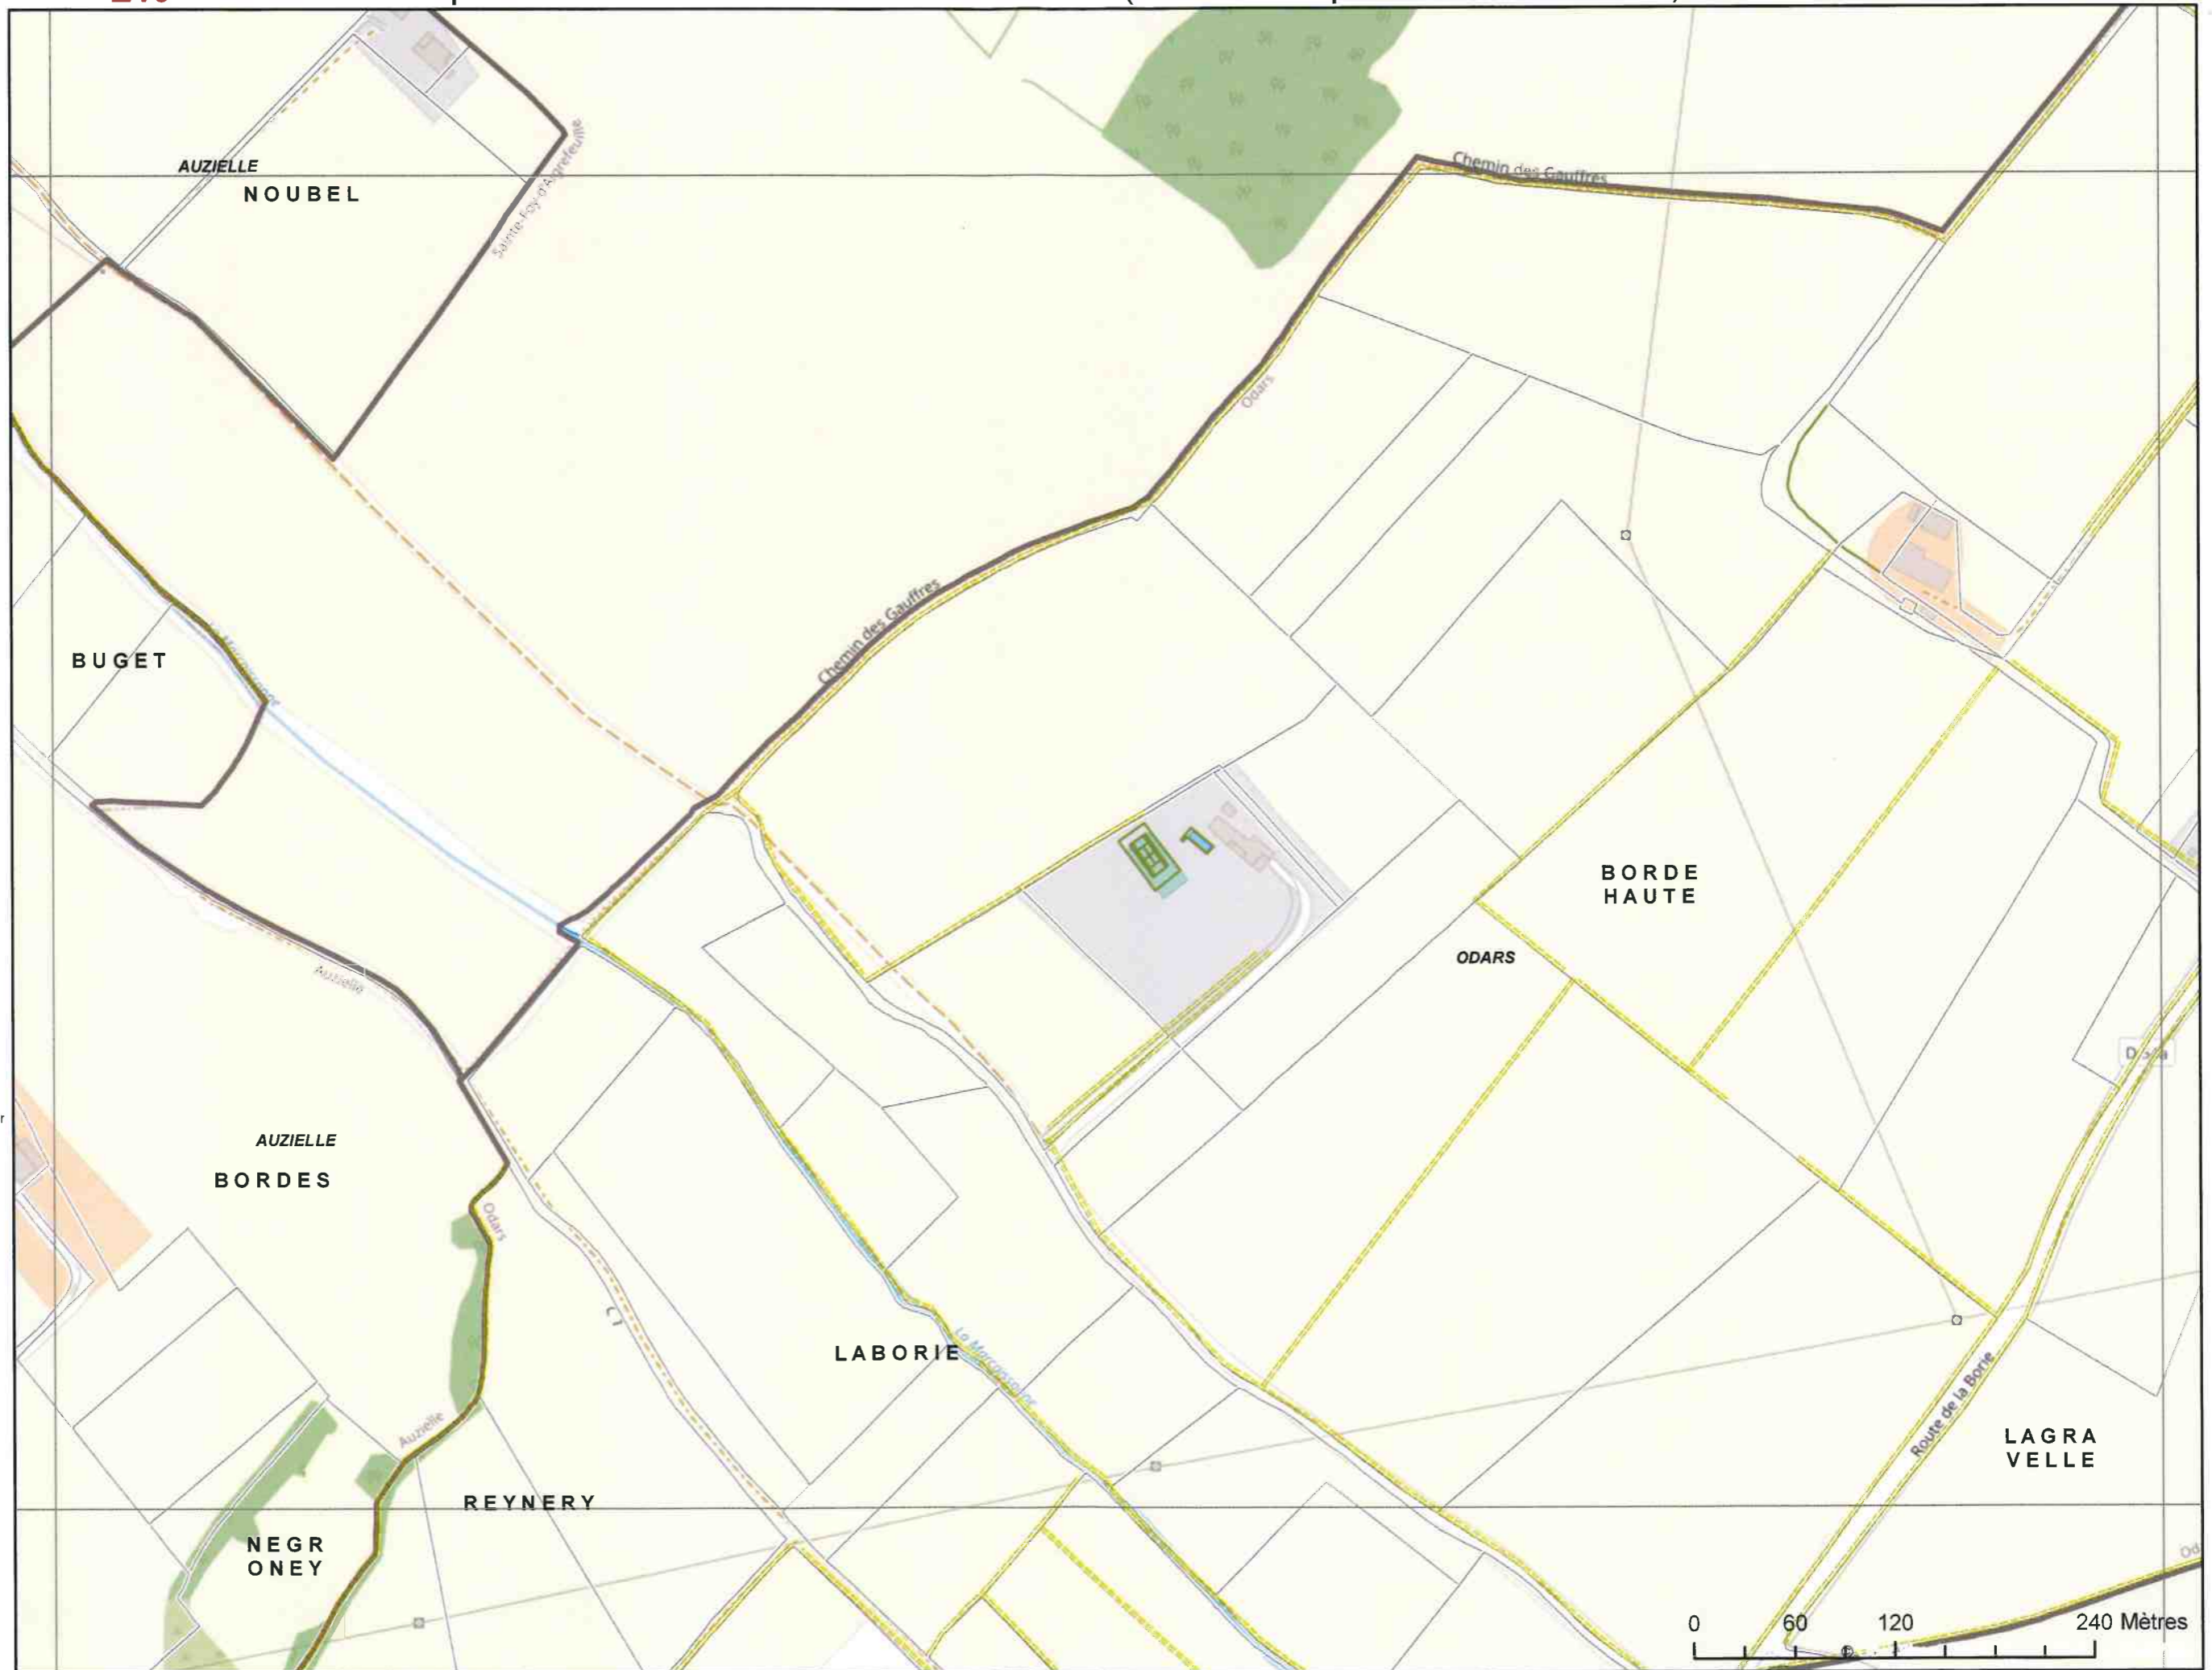 AUZIELLE
NOUBEL
Sainte-Foy-d'Aigrefeuille
Chemin des Gauffres
Odars
La Marcaissonne
BUGET
Chemin des Gauffres
BORDE
HAUTE
ODARS
Auzielle
AUZIELLE
BORDES
Odars
LABORIE
La Marcaissonne
Route de la Borie
Auzielle
LAGRA
VELLE
REYNERY
NEGR
ONEY
0 60 120 240 Mètres